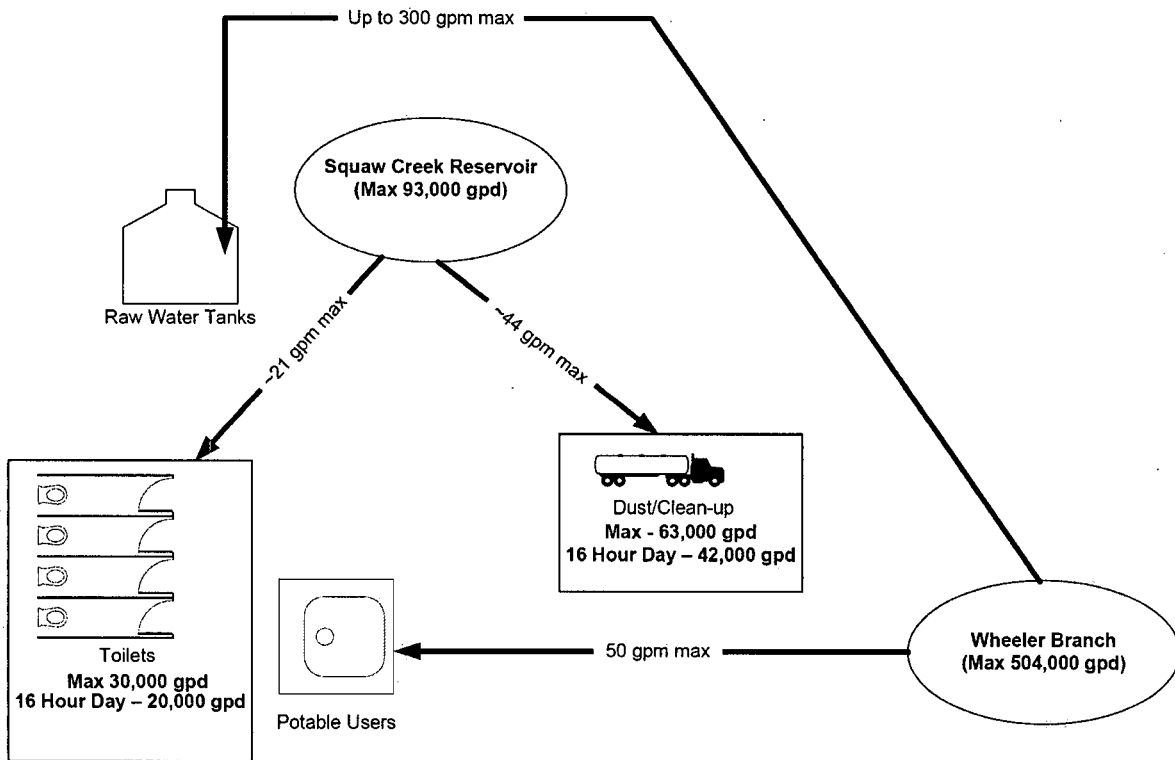 Up to 300 gpm max
Squaw Creek Reservoir
(Max 93,000 gpd)
Raw Water Tanks
~21 gpm max
~44 gpm max
Dust/Clean-up
Max - 63,000 gpd
16 Hour Day – 42,000 gpd
Toilets
Max 30,000 gpd
16 Hour Day – 20,000 gpd
Potable Users
50 gpm max
Wheeler Branch
(Max 504,000 gpd)